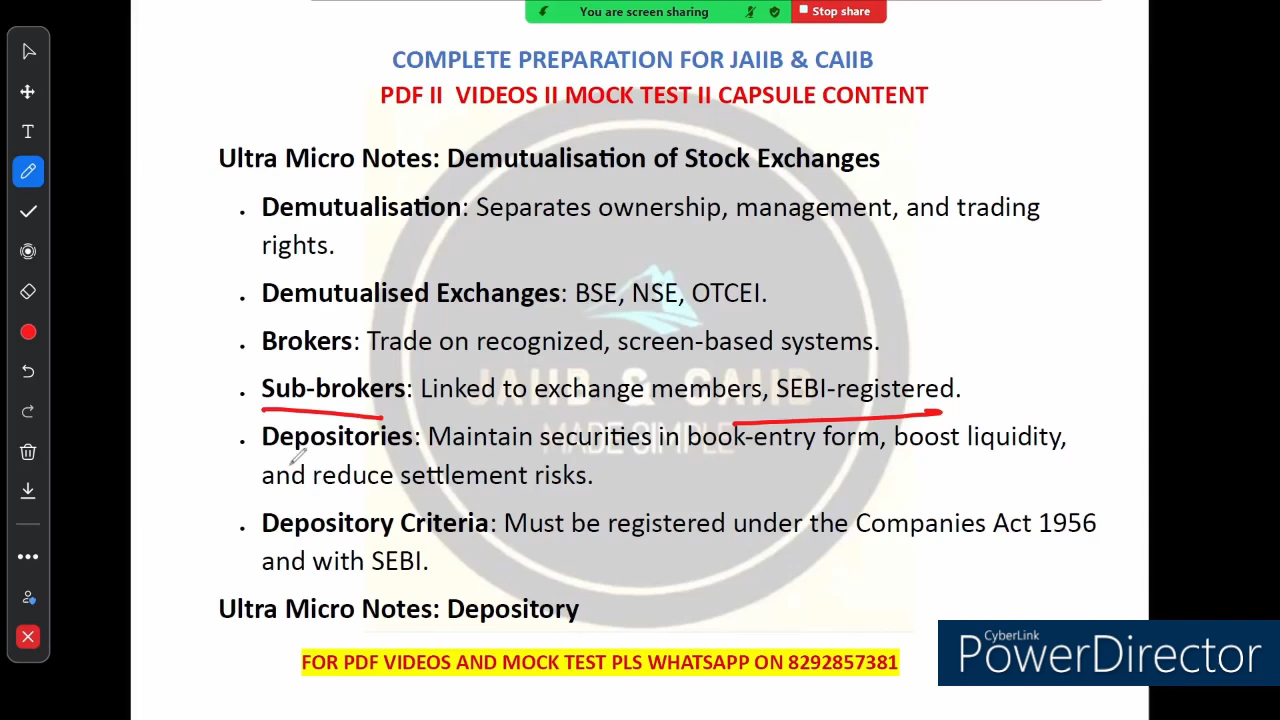 You are screen sharing
Stop share
COMPLETE PREPARATION FOR JAIIB & CAIIB
PDF II VIDEOS II MOCK TEST II CAPSULE CONTENT
Ultra Micro Notes: Demutualisation of Stock Exchanges
• Demutualisation: Separates ownership, management, and trading
rights.
• Demutualised Exchanges: BSE, NSE, OTCEI.
• Brokers: Trade on recognized, screen-based systems.
• Sub-brokers: Linked to exchange members, SEBI-registered.
JAIIB & CAIIB
• Depositories: Maintain securities in book-entry form, boost liquidity,
MADE SIMPLE
and reduce settlement risks.
• Depository Criteria: Must be registered under the Companies Act 1956
and with SEBI.
Ultra Micro Notes: Depository
FOR PDF VIDEOS AND MOCK TEST PLS WHATSAPP ON 8292857381
CyberLink
PowerDirector
T